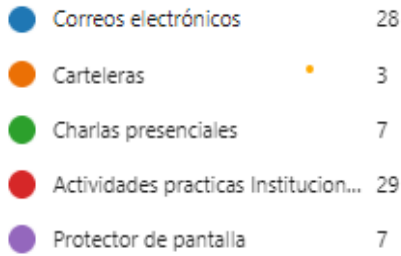 Correos electrónicos 28
Carteleras 3
Charlas presenciales 7
Actividades practicas Institucion... 29
Protector de pantalla 7